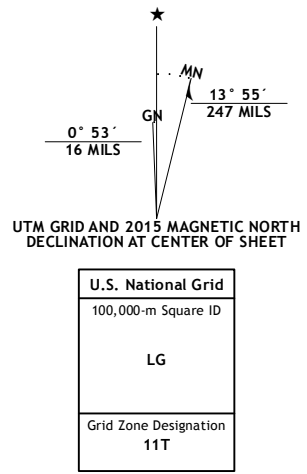 MN
GN
13° 55´
247 MILS
0° 53´
16 MILS
UTM GRID AND 2015 MAGNETIC NORTH
DECLINATION AT CENTER OF SHEET
U.S. National Grid
100,000-m Square ID
LG
Grid Zone Designation
11T